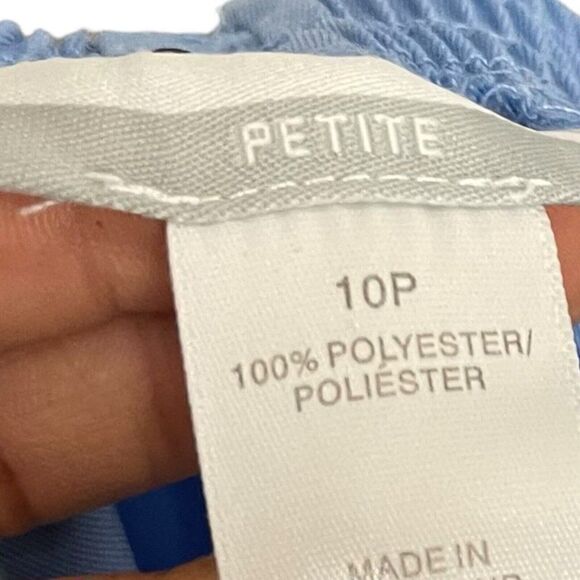 PETITE
10P
100% POLYESTER/
POLIÉSTER
MADE IN